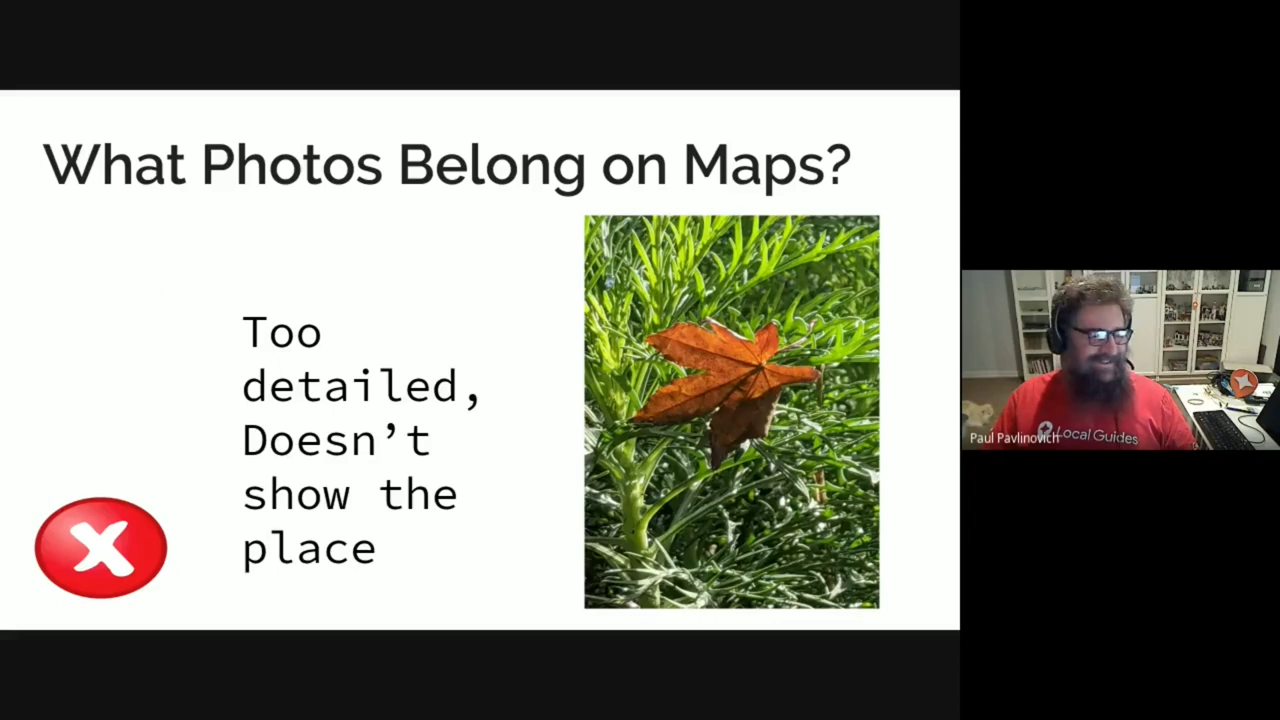 What Photos Belong on Maps?
Too
detailed,
Doesn’t
show the
place
Local Guides
Paul Pavlinovich